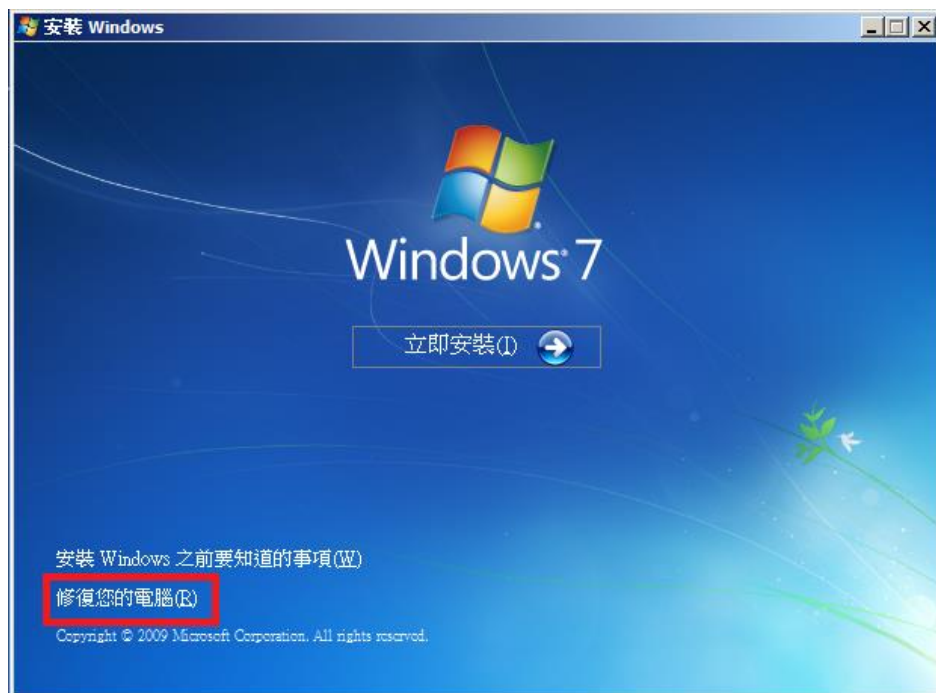 安裝 Windows
Windows® 7
立即安裝(I)
安裝 Windows 之前要知道的事項(W)
修復您的電腦(R)
Copyright © 2009 Microsoft Corporation. All rights reserved.